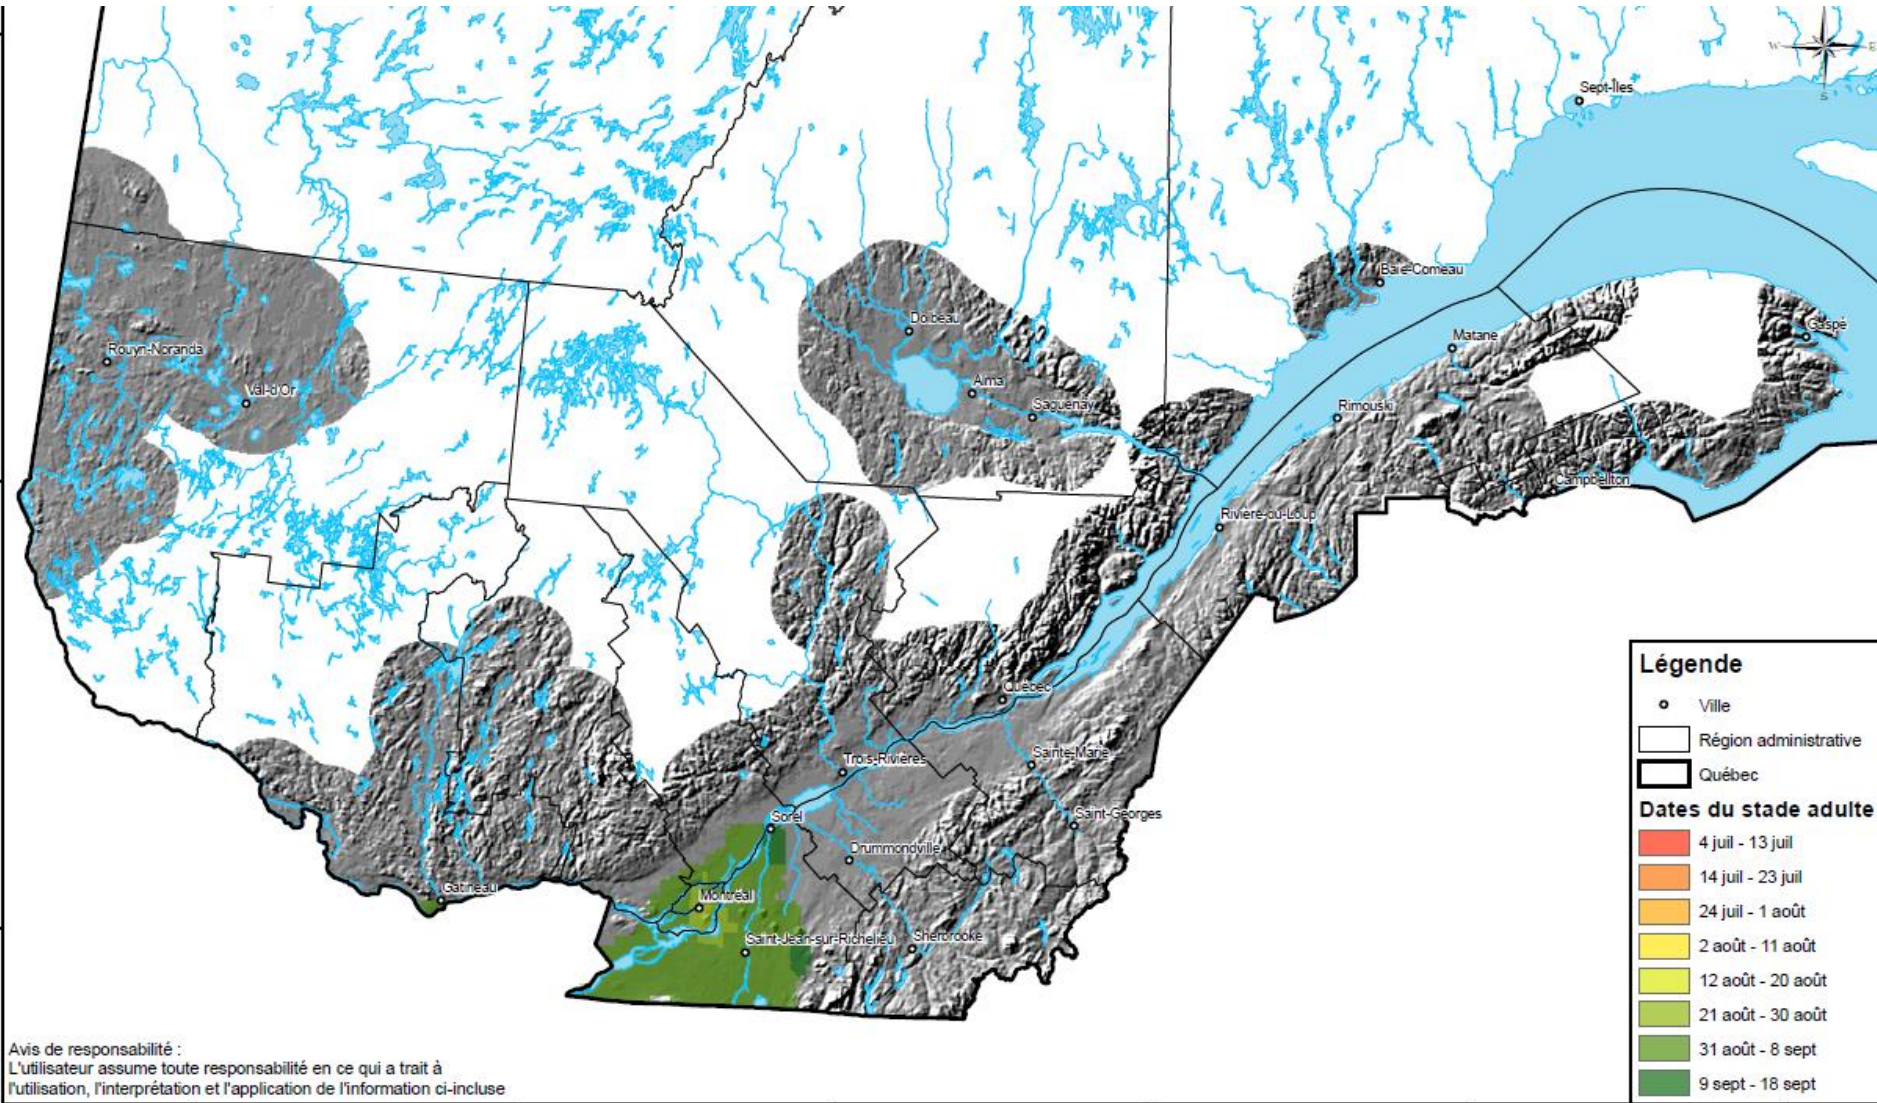 W E
S
Sept-Îles
Baie-Comeau
Dolbeau
Gaspé
Matane
Rouyn-Noranda
Alma
Val-d'Or
Saguenay
Rimouski
Campbellton
Rivière-du-Loup
Québec
Sainte-Marie
Trois-Rivières
Saint-Georges
Sorel
Drummondville
Gatineau
Montréal
Saint-Jean-sur-Richelieu
Sherbrooke
Légende
Ville
Région administrative
Québec
Dates du stade adulte
4 juil - 13 juil
14 juil - 23 juil
24 juil - 1 août
2 août - 11 août
12 août - 20 août
21 août - 30 août
31 août - 8 sept
9 sept - 18 sept
Avis de responsabilité :
L'utilisateur assume toute responsabilité en ce qui a trait à
l'utilisation, l'interprétation et l'application de l'information ci-incluse